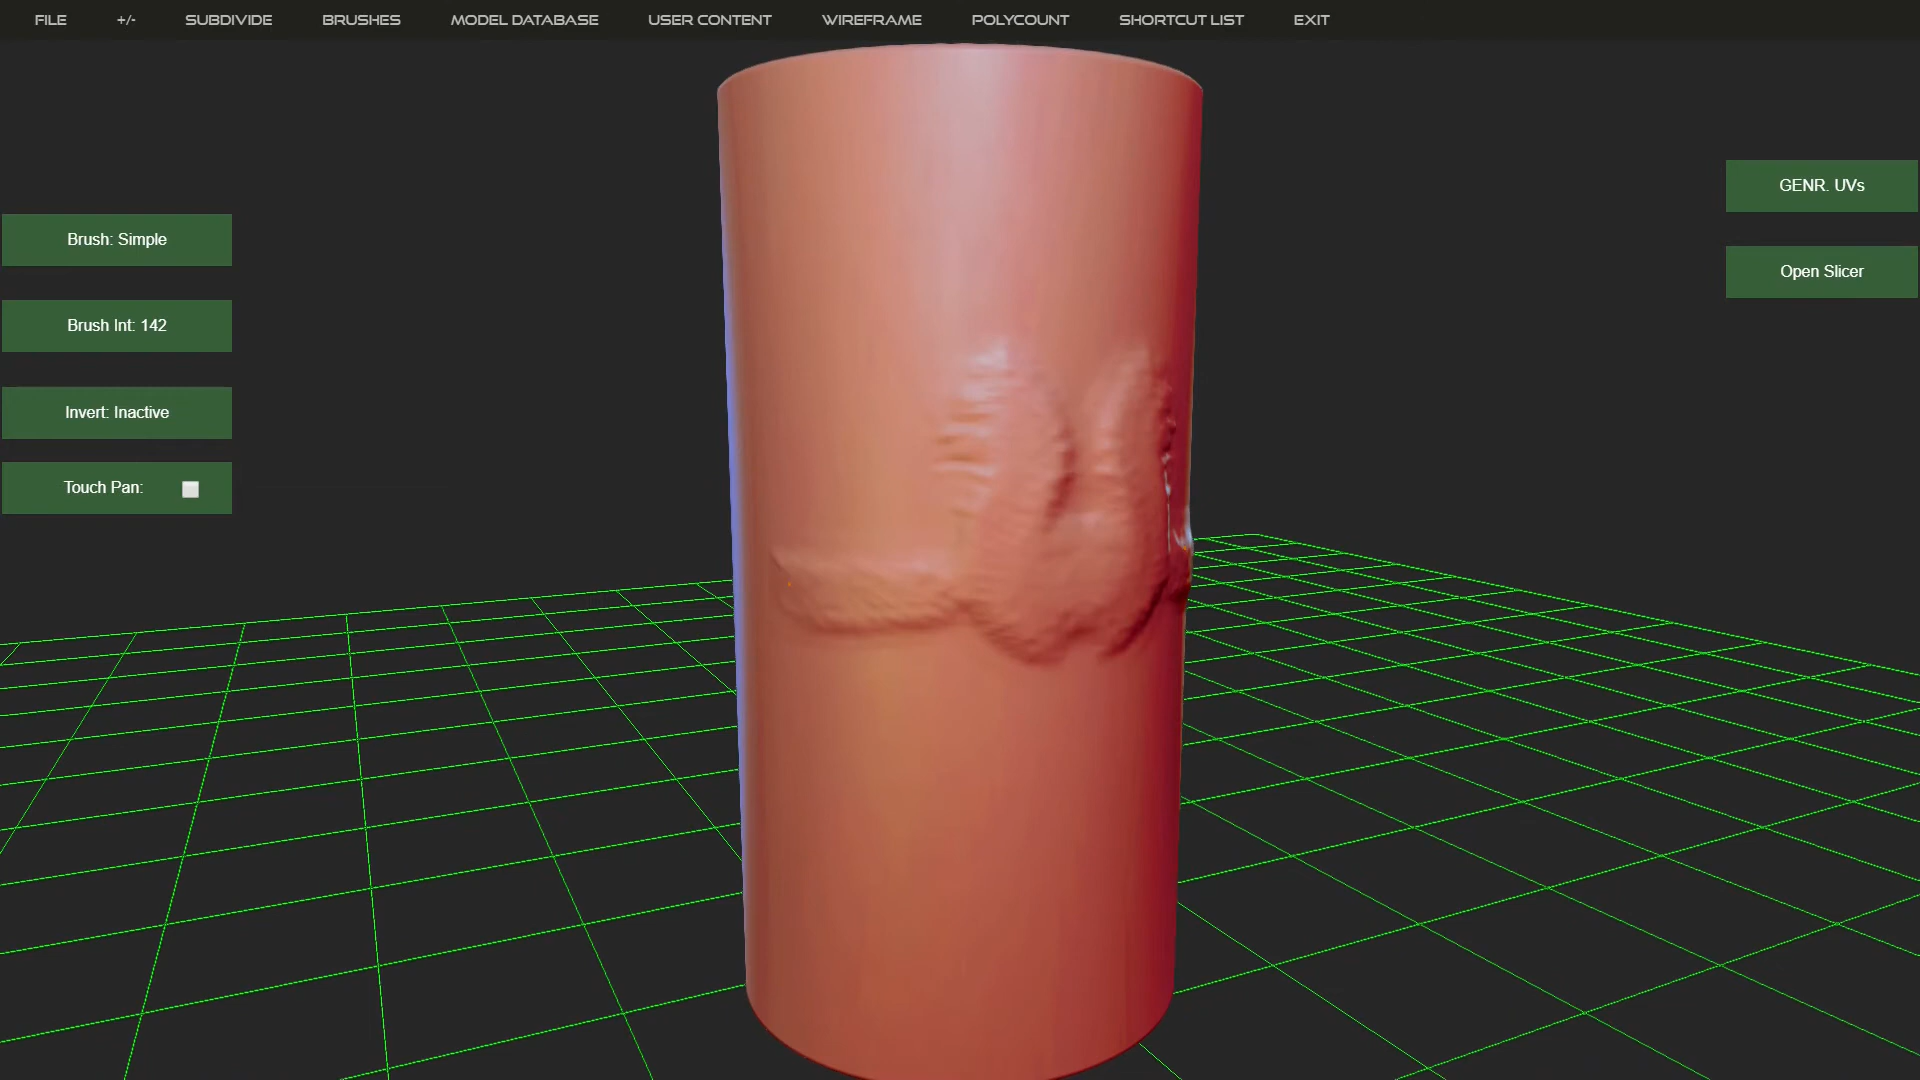 FILE +/- SUBDIVIDE BRUSHES MODEL DATABASE USER CONTENT WIREFRAME POLYCOUNT SHORTCUT LIST EXIT
Brush: Simple
Brush Int: 142
Invert: Inactive
Touch Pan:
GENR. UVs
Open Slicer